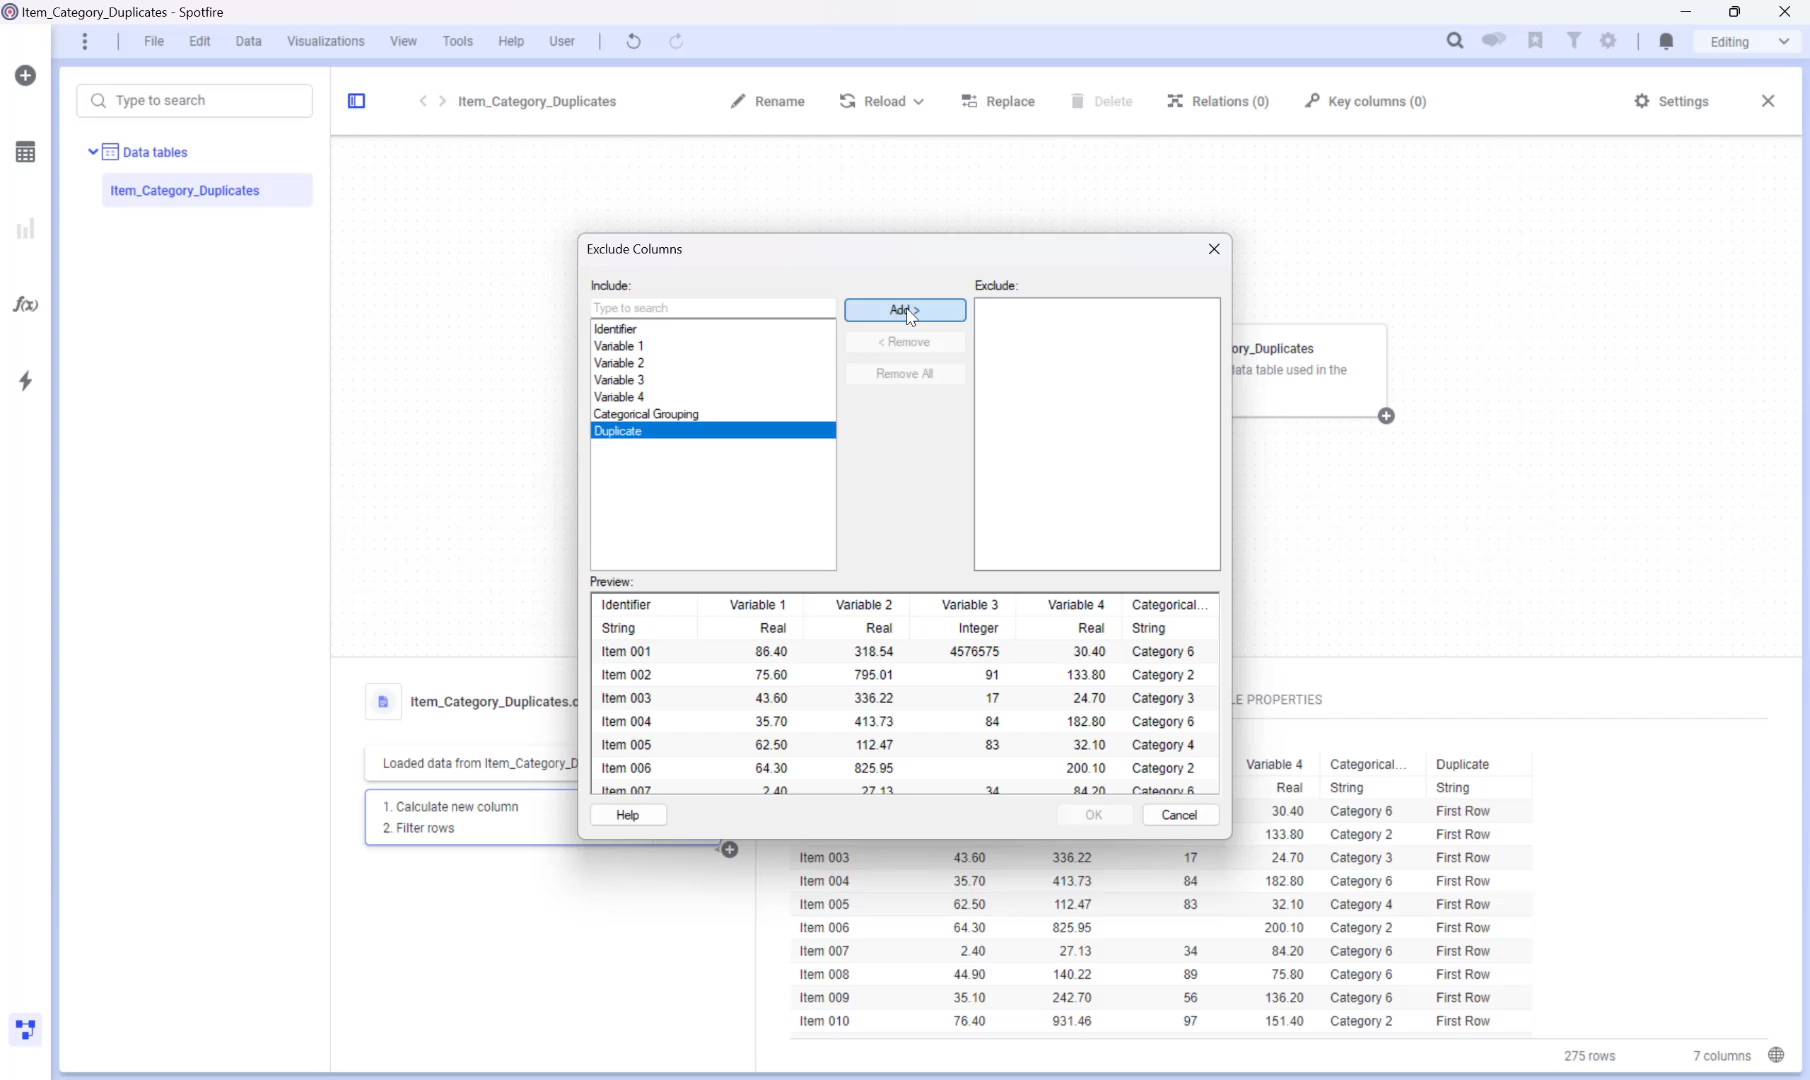 Item_Category_Duplicates - Spotfire
File Edit Data Visualizations View Tools Help User Editing
Type to search
Item_Category_Duplicates Rename Reload Replace Delete Relations (0) Key columns (0) Settings
Data tables
Item_Category_Duplicates
f(x)
Exclude Columns
Include:
Type to search
Identifier
Variable 1
Variable 2
Variable 3
Variable 4
Categorical Grouping
Duplicate
Add >
< Remove
Remove All
Exclude:
ory_Duplicates
data table used in the
Preview:
Identifier Variable 1 Variable 2 Variable 3 Variable 4 Categorical...
String Real Real Integer Real String
Item 001 86.40 318.54 4576575 30.40 Category 6
Item 002 75.60 795.01 91 133.80 Category 2
Item 003 43.60 336.22 17 24.70 Category 3
Item 004 35.70 413.73 84 182.80 Category 6
Item 005 62.50 112.47 83 32.10 Category 4
Item 006 64.30 825.95 200.10 Category 2
Item 007 2.40 27.13 34 84.20 Category 6
Help OK Cancel
Item_Category_Duplicates.c
Loaded data from Item_Category_D
1. Calculate new column
2. Filter rows
LE PROPERTIES
Variable 4 Categorical... Duplicate
Real String String
30.40 Category 6 First Row
133.80 Category 2 First Row
Item 003 43.60 336.22 17 24.70 Category 3 First Row
Item 004 35.70 413.73 84 182.80 Category 6 First Row
Item 005 62.50 112.47 83 32.10 Category 4 First Row
Item 006 64.30 825.95 200.10 Category 2 First Row
Item 007 2.40 27.13 34 84.20 Category 6 First Row
Item 008 44.90 140.22 89 75.80 Category 6 First Row
Item 009 35.10 242.70 56 136.20 Category 6 First Row
Item 010 76.40 931.46 97 151.40 Category 2 First Row
275 rows 7 columns